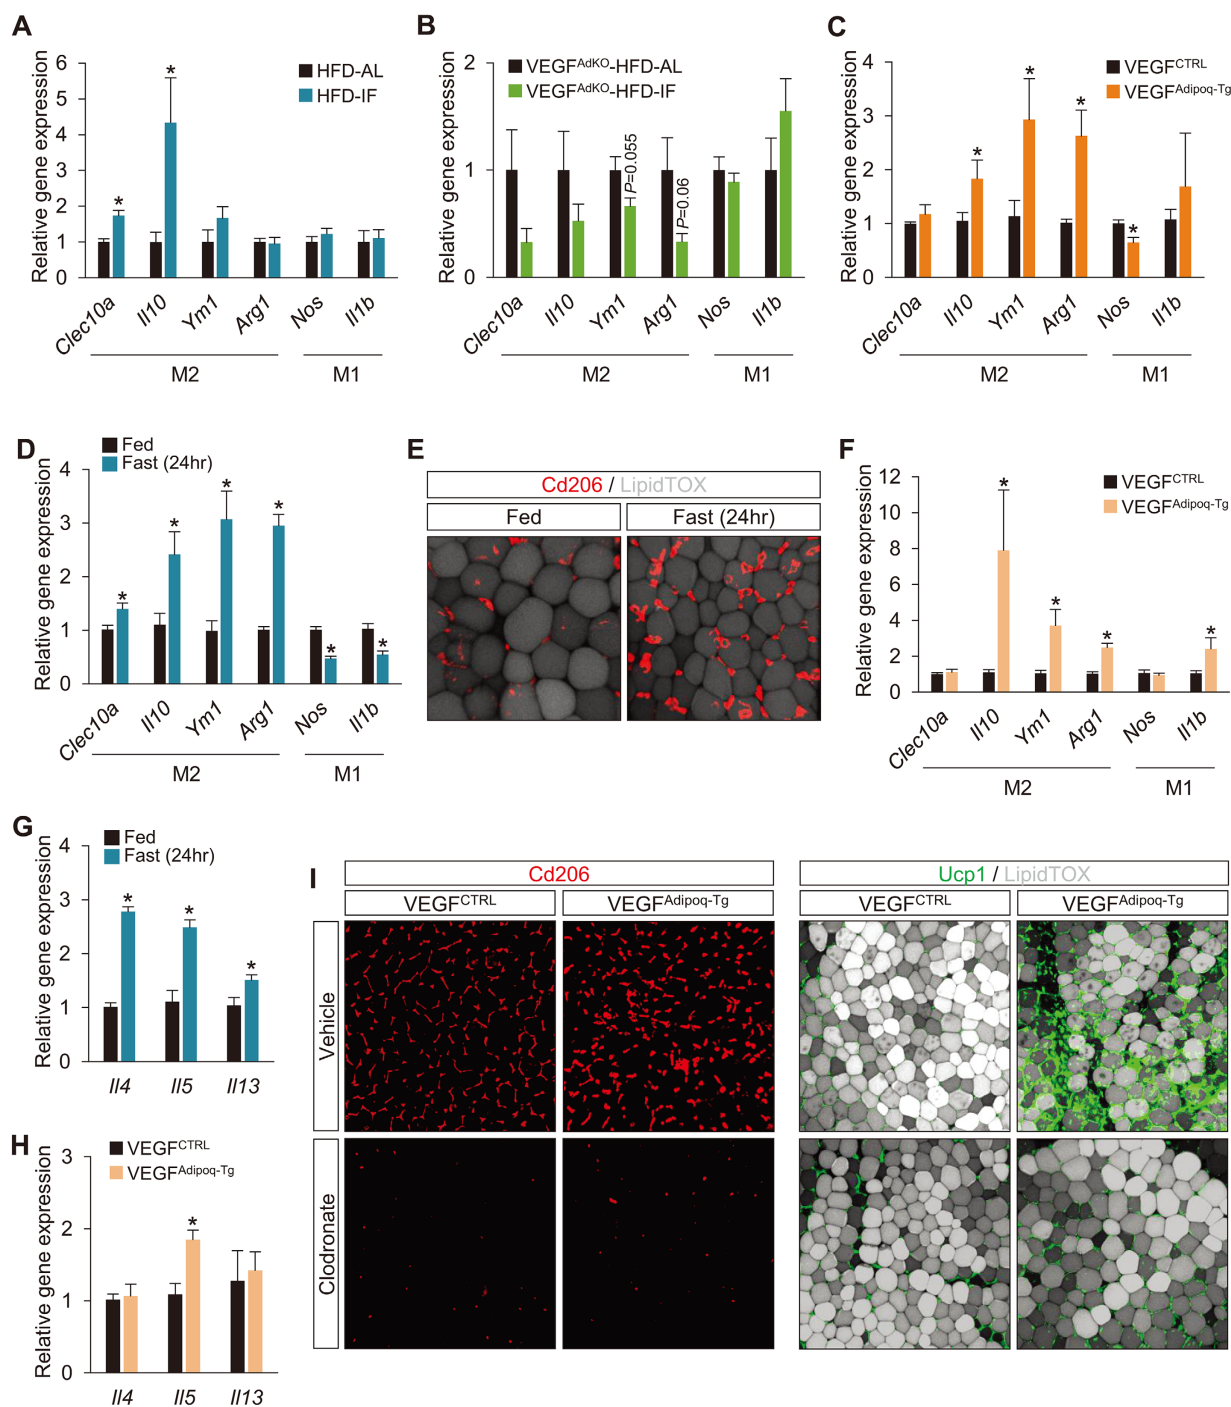 A
Relative gene expression
6
5
4
3
2
1
0
HFD-AL
HFD-IF
*
*
Clec10a
Il10
Ym1
Arg1
Nos
Il1b
M2
M1
B
Relative gene expression
2
1
0
VEGFAdKO-HFD-AL
VEGFAdKO-HFD-IF
P=0.055
P=0.06
Clec10a
Il10
Ym1
Arg1
Nos
Il1b
M2
M1
C
Relative gene expression
4
3
2
1
0
VEGFCTRL
VEGFAdipoq-Tg
*
*
*
*
Clec10a
Il10
Ym1
Arg1
Nos
Il1b
M2
M1
D
Relative gene expression
4
3
2
1
0
Fed
Fast (24hr)
*
*
*
*
*
*
Clec10a
Il10
Ym1
Arg1
Nos
Il1b
M2
M1
E
Cd206 / LipidTOX
Fed
Fast (24hr)
F
Relative gene expression
12
10
8
6
4
2
0
VEGFCTRL
VEGFAdipoq-Tg
*
*
*
*
Clec10a
Il10
Ym1
Arg1
Nos
Il1b
M2
M1
G
Relative gene expression
4
3
2
1
0
Fed
Fast (24hr)
*
*
*
Il4
Il5
Il13
H
Relative gene expression
3
2
1
0
VEGFCTRL
VEGFAdipoq-Tg
*
Il4
Il5
Il13
I
Cd206
VEGFCTRL
VEGFAdipoq-Tg
Ucp1 / LipidTOX
VEGFCTRL
VEGFAdipoq-Tg
Vehicle
Clodronate